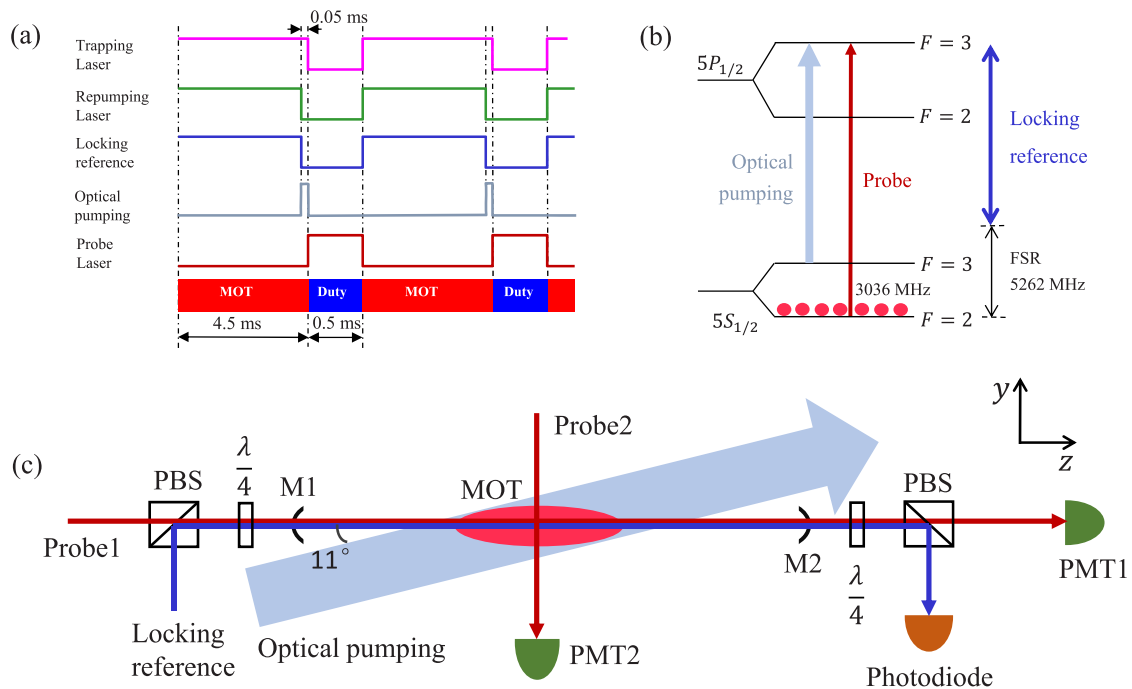 (a)
0.05 ms
Trapping
Laser
Repumping
Laser
Locking
reference
Optical
pumping
Probe
Laser
MOT
Duty
MOT
Duty
4.5 ms
0.5 ms
(b)
5P1/2
F = 3
F = 2
Optical
pumping
Probe
Locking
reference
F = 3
FSR
5262 MHz
3036 MHz
5S1/2
F = 2
(c)
PBS
λ/4
M1
MOT
Probe2
y
z
PBS
Probe1
11°
M2
λ/4
PMT1
Locking
reference
Optical pumping
PMT2
Photodiode